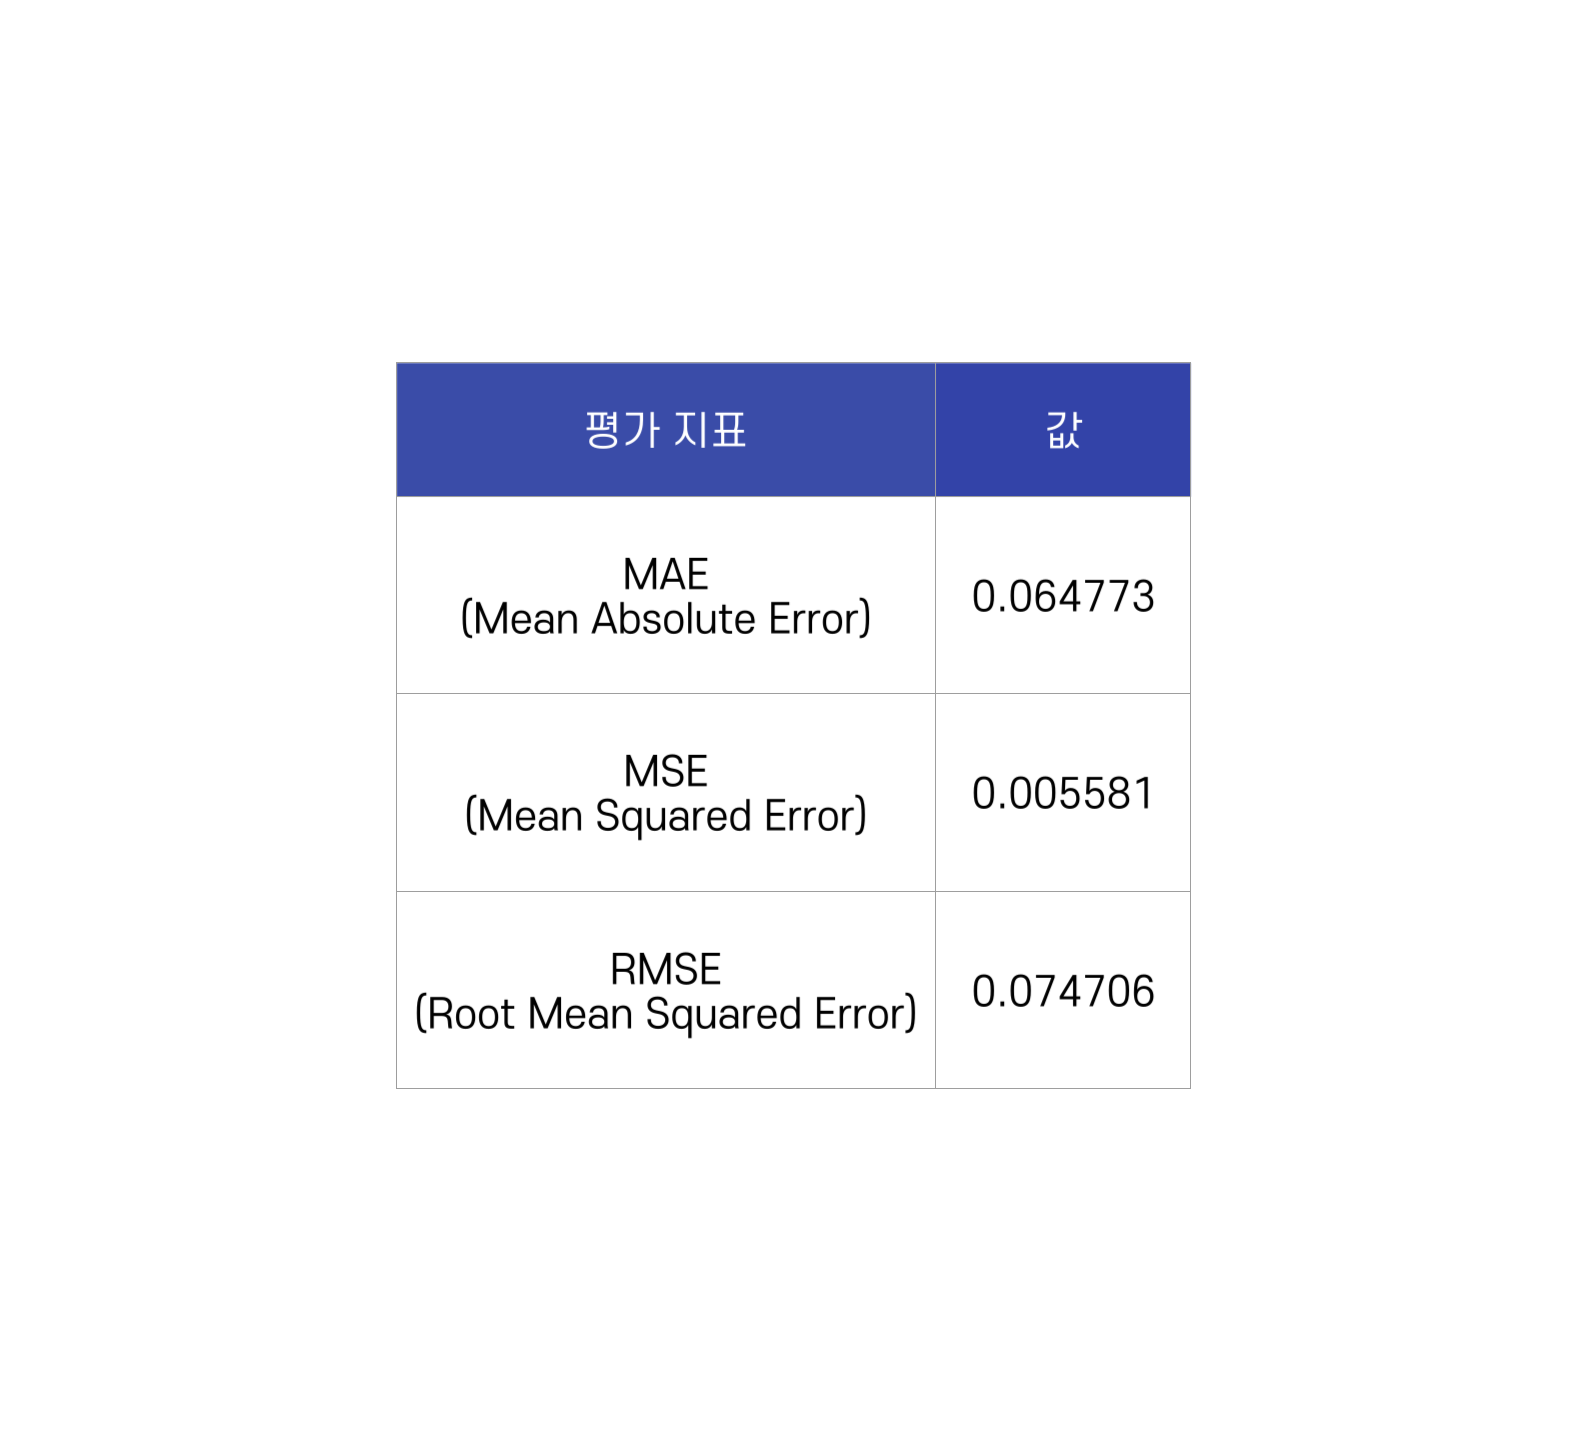 평가 지표 값
MAE
(Mean Absolute Error)
0.064773
MSE
(Mean Squared Error)
0.005581
RMSE
(Root Mean Squared Error)
0.074706